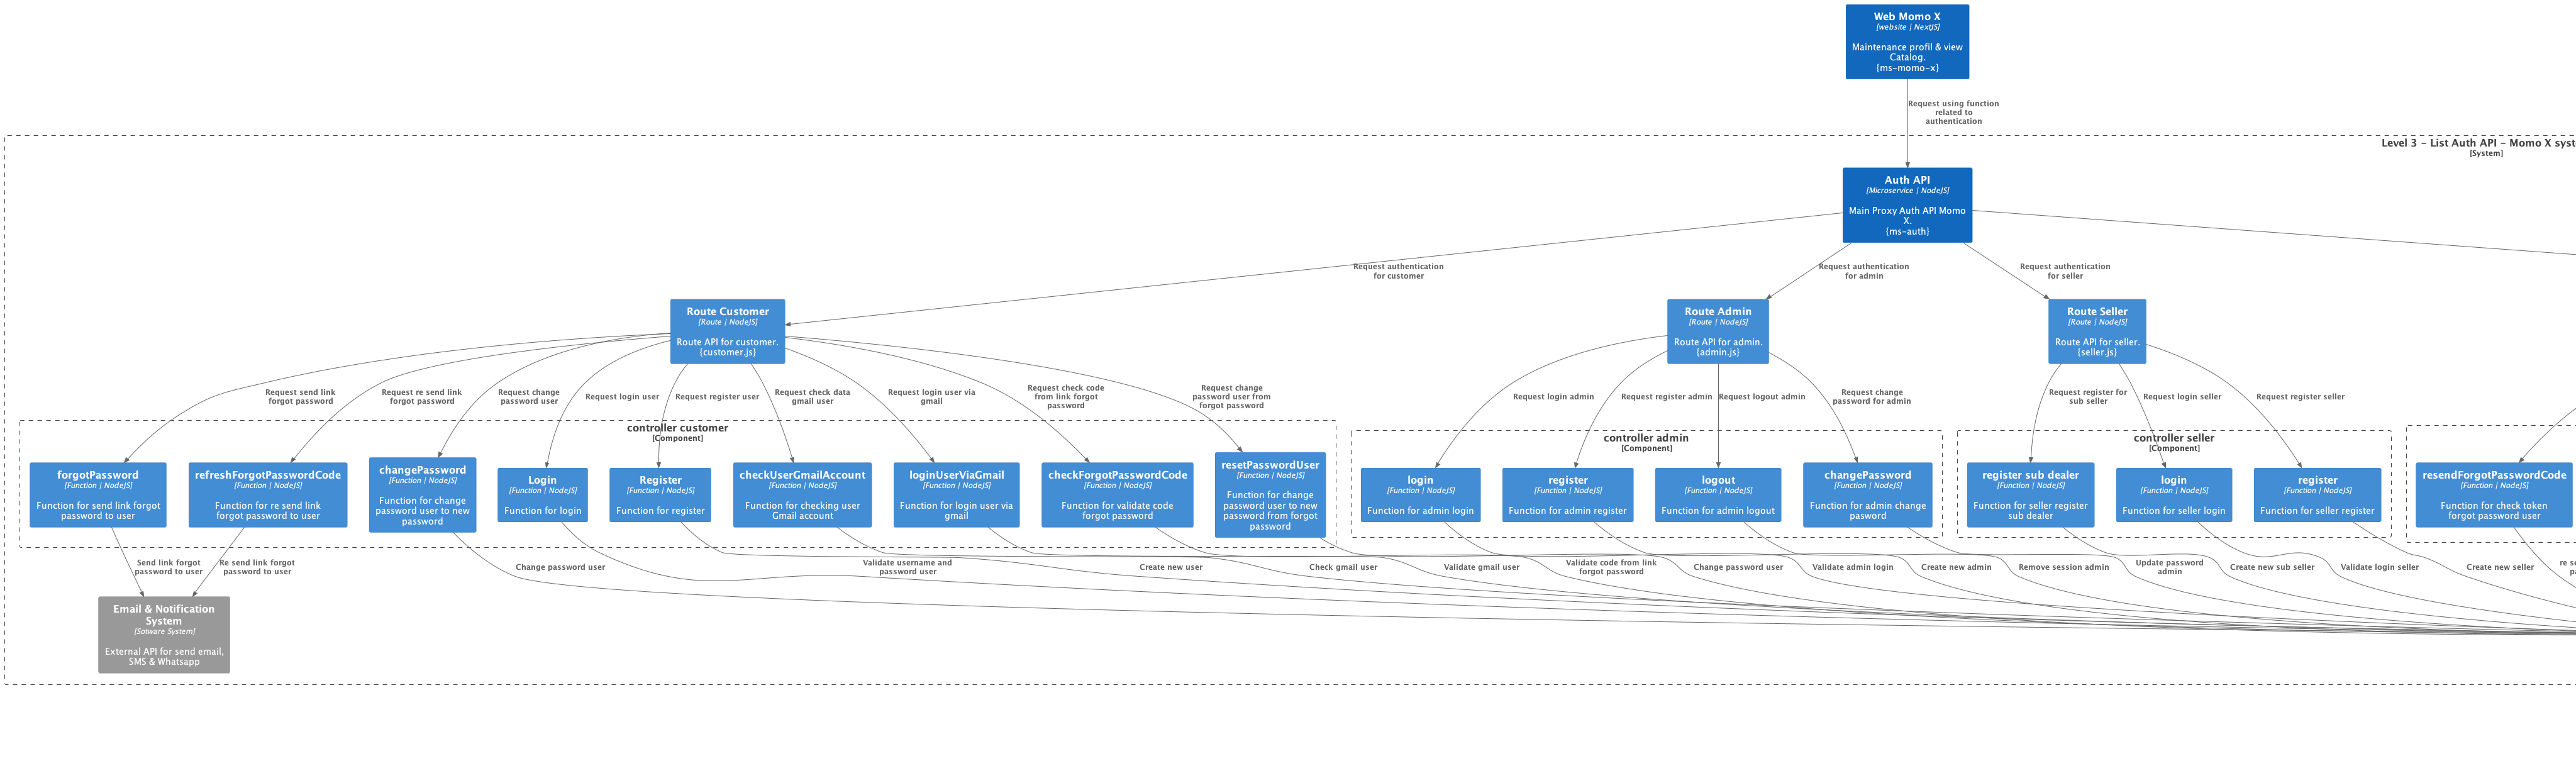 Web Momo X
[website | NextJS]
Maintenance profil & view
Catalog.
{ms-momo-x}
Request using function
related to
authentication
Level 3 - List Auth API - Momo X syst
[System]
Auth API
[Microservice | NodeJS]
Main Proxy Auth API Momo
X.
{ms-auth}
Request authentication
for customer
Request authentication
for admin
Request authentication
for seller
Route Customer
[Route | NodeJS]
Route API for customer.
{customer.js}
Route Admin
[Route | NodeJS]
Route API for admin.
{admin.js}
Route Seller
[Route | NodeJS]
Route API for seller.
{seller.js}
Request send link
forgot password
Request re send link
forgot password
Request change
password user
Request login user
Request register user
Request check data
gmail user
Request login user via
gmail
Request check code
from link forgot
password
Request change
password user from
forgot password
Request login admin
Request register admin
Request logout admin
Request change
password for admin
Request register for
sub seller
Request login seller
Request register seller
controller customer
[Component]
controller admin
[Component]
controller seller
[Component]
forgotPassword
[Function | NodeJS]
Function for send link forgot
password to user
refreshForgotPasswordCode
[Function | NodeJS]
Function for re send link
forgot password to user
changePassword
[Function | NodeJS]
Function for change
password user to new
password
Login
[Function | NodeJS]
Function for login
Register
[Function | NodeJS]
Function for register
checkUserGmailAccount
[Function | NodeJS]
Function for checking user
Gmail account
loginUserViaGmail
[Function | NodeJS]
Function for login user via
gmail
checkForgotPasswordCode
[Function | NodeJS]
Function for validate code
forgot password
resetPasswordUser
[Function | NodeJS]
Function for change
password user to new
password from forgot
password
login
[Function | NodeJS]
Function for admin login
register
[Function | NodeJS]
Function for admin register
logout
[Function | NodeJS]
Function for admin logout
changePassword
[Function | NodeJS]
Function for admin change
pasword
register sub dealer
[Function | NodeJS]
Function for seller register
sub dealer
login
[Function | NodeJS]
Function for seller login
register
[Function | NodeJS]
Function for seller register
resendForgotPasswordCode
[Function | NodeJS]
Function for check token
forgot password user
Send link forgot
password to user
Re send link forgot
password to user
Change password user
Validate username and
password user
Create new user
Check gmail user
Validate gmail user
Validate code from link
forgot password
Change password user
Validate admin login
Create new admin
Remove session admin
Update password
admin
Create new sub seller
Validate login seller
Create new seller
re se
pa
Email & Notification
System
[Sotware System]
External API for send email,
SMS & Whatsapp